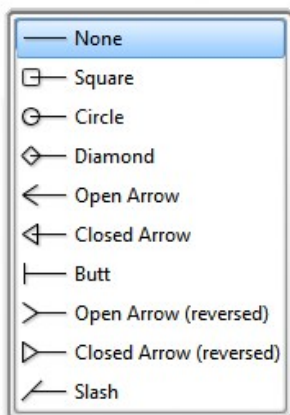 None
Square
Circle
Diamond
Open Arrow
Closed Arrow
Butt
Open Arrow (reversed)
Closed Arrow (reversed)
Slash